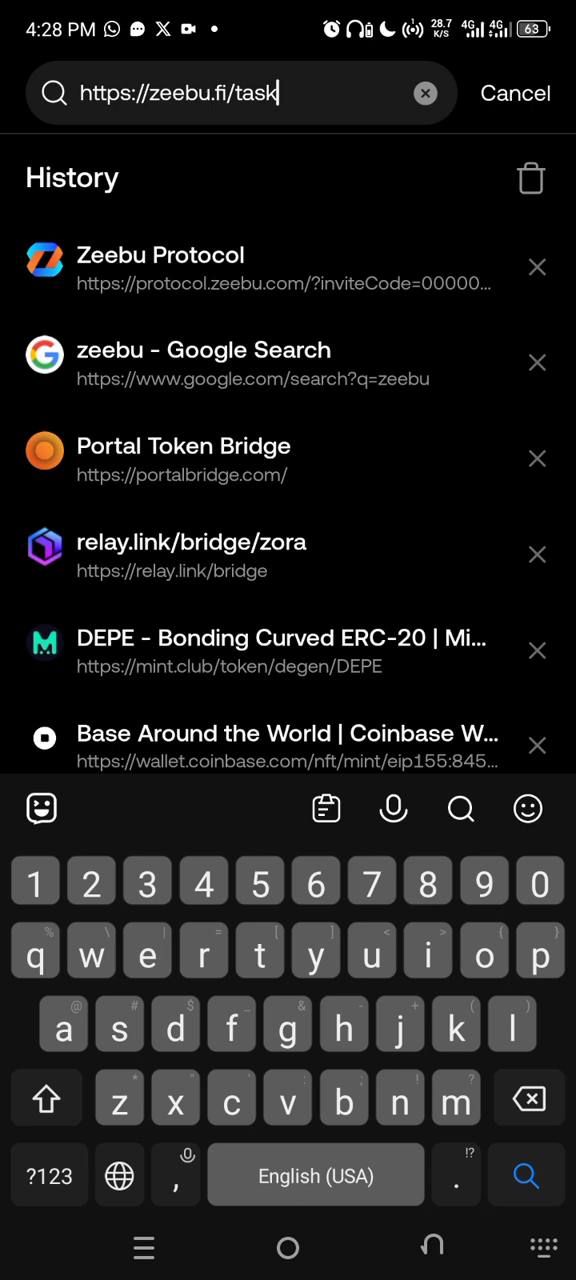 4:28 PM 28.7 K/S 4G 4G 63
https://zeebu.fi/task
Cancel
History
Zeebu Protocol
https://protocol.zeebu.com/?inviteCode=00000...
zeebu - Google Search
https://www.google.com/search?q=zeebu
Portal Token Bridge
https://portalbridge.com/
relay.link/bridge/zora
https://relay.link/bridge
DEPE - Bonding Curved ERC-20 | Mi...
https://mint.club/token/degen/DEPE
Base Around the World | Coinbase W...
https://wallet.coinbase.com/nft/mint/eip155:845...
1 2 3 4 5 6 7 8 9 0
% \ | = [ ] < > { }
q w e r t y u i o p
@ # $ _ & - + ( )
a s d f g h j k l
* " ' : ; ! ?
z x c v b n m
?123 , English (USA) . !?